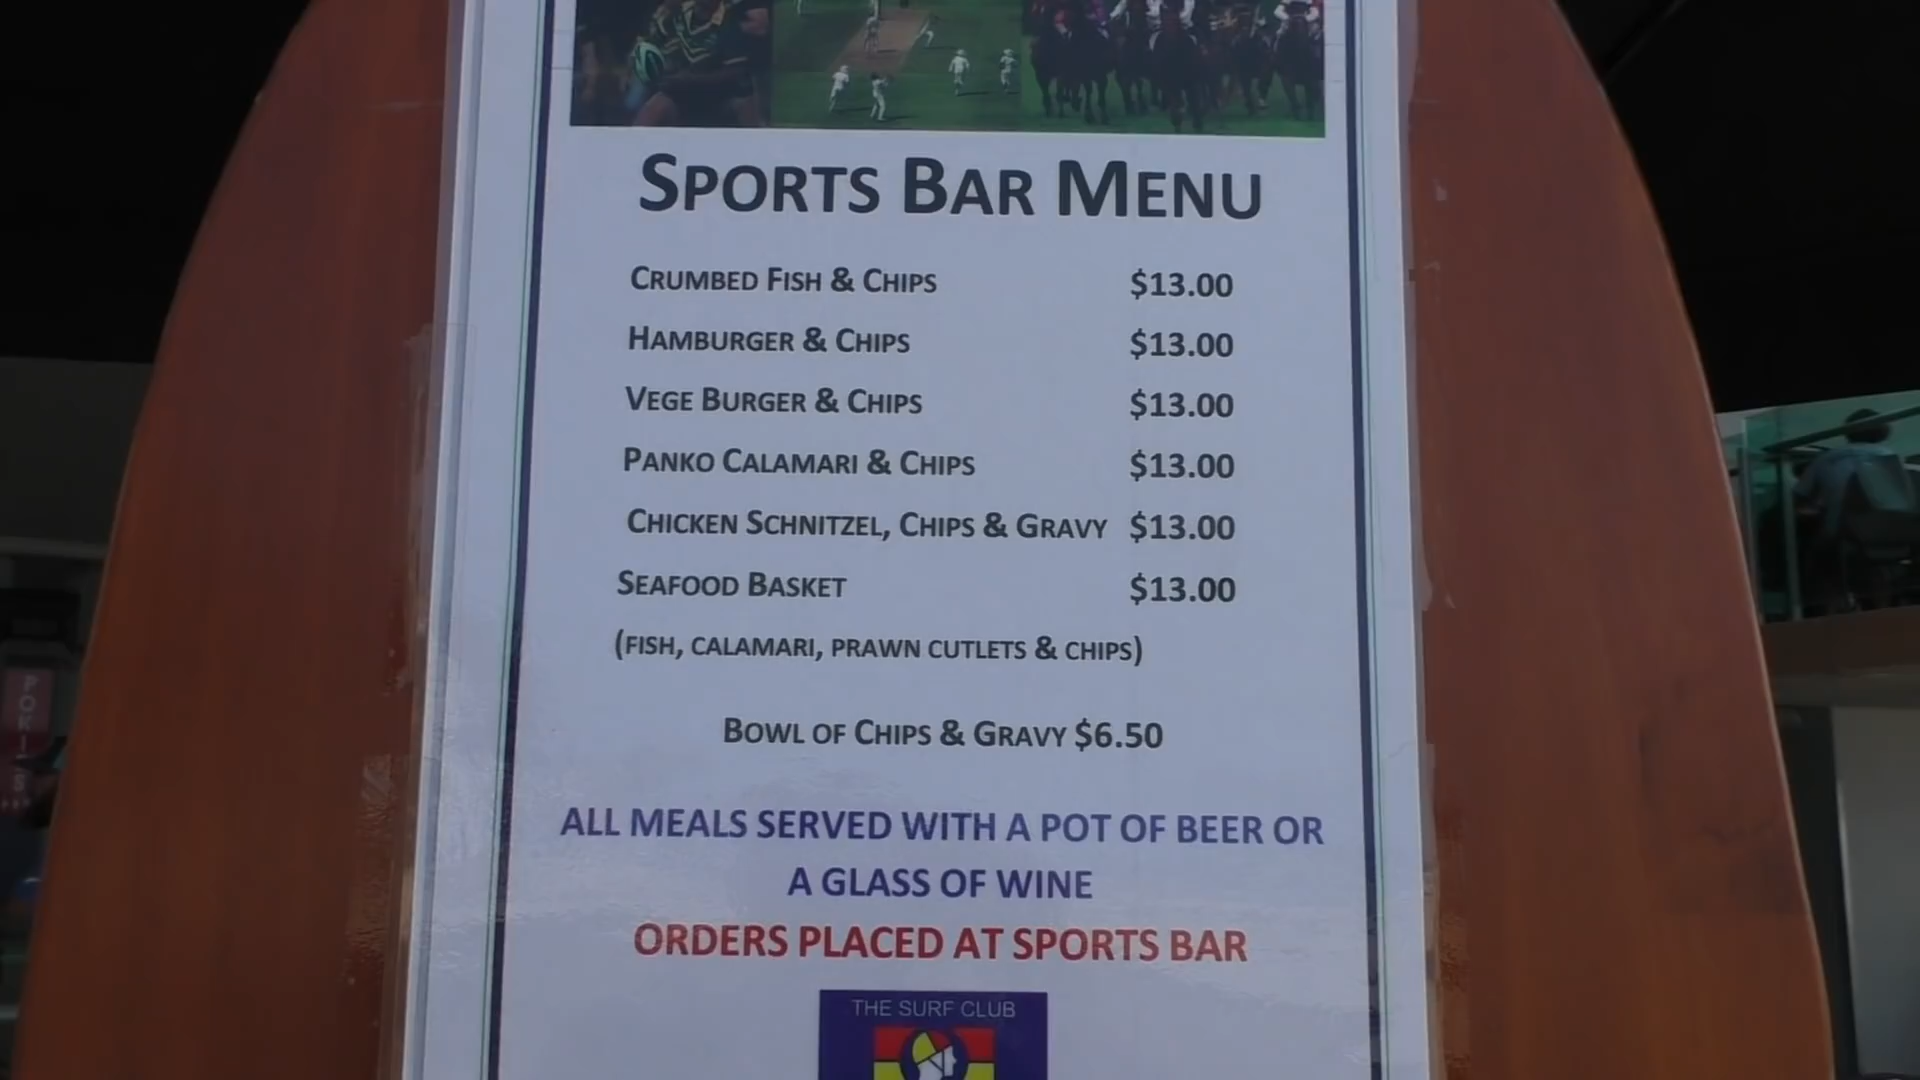 SPORTS BAR MENU
CRUMBED FISH & CHIPS $13.00
HAMBURGER & CHIPS $13.00
VEGE BURGER & CHIPS $13.00
PANKO CALAMARI & CHIPS $13.00
CHICKEN SCHNITZEL, CHIPS & GRAVY $13.00
SEAFOOD BASKET $13.00
(FISH, CALAMARI, PRAWN CUTLETS & CHIPS)
BOWL OF CHIPS & GRAVY $6.50
ALL MEALS SERVED WITH A POT OF BEER OR
A GLASS OF WINE
ORDERS PLACED AT SPORTS BAR
THE SURF CLUB